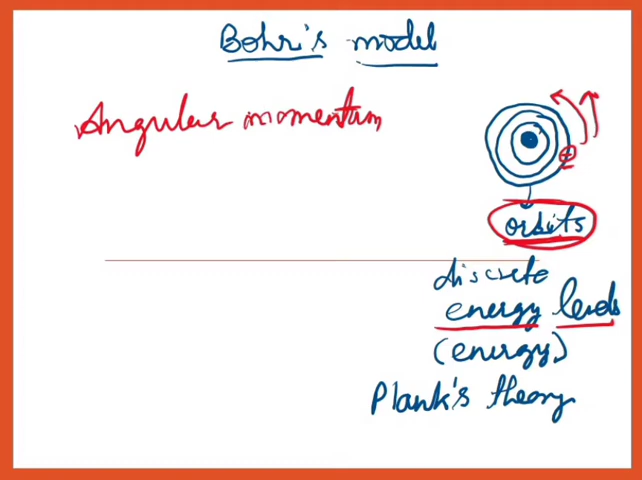 Bohr's model
Angular momentum
orbits
discrete
energy levels
(energy)
Plank's theory